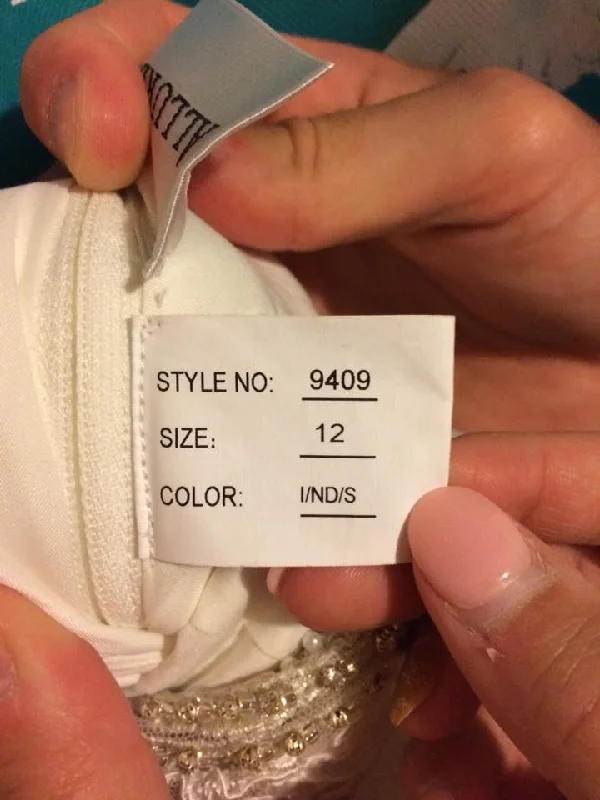 STYLE NO: 9409
SIZE: 12
COLOR: I/ND/S